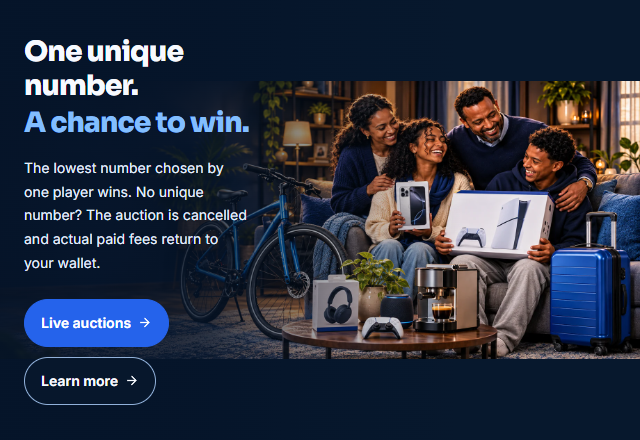 One unique
number.
A chance to win.
The lowest number chosen by
one player wins. No unique
number? The auction is cancelled
and actual paid fees return to
your wallet.
Live auctions →
Learn more →